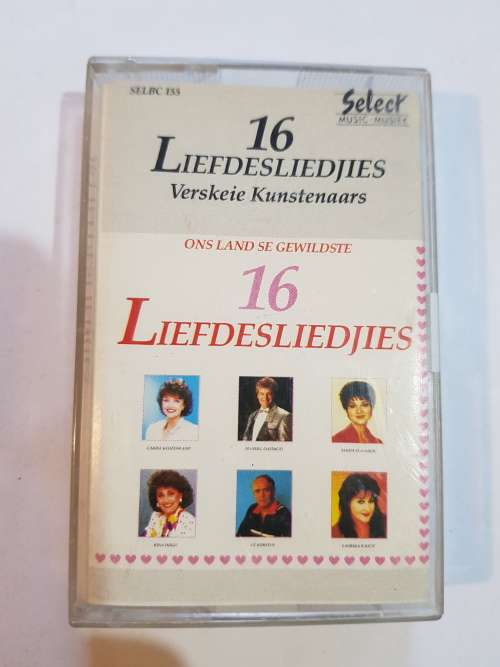 SELBC 155
Select
MUSIC · MUSIEK
16
LIEFDESLIEDJIES
Verskeie Kunstenaars
ONS LAND SE GEWILDSTE
16
LIEFDESLIEDJIES